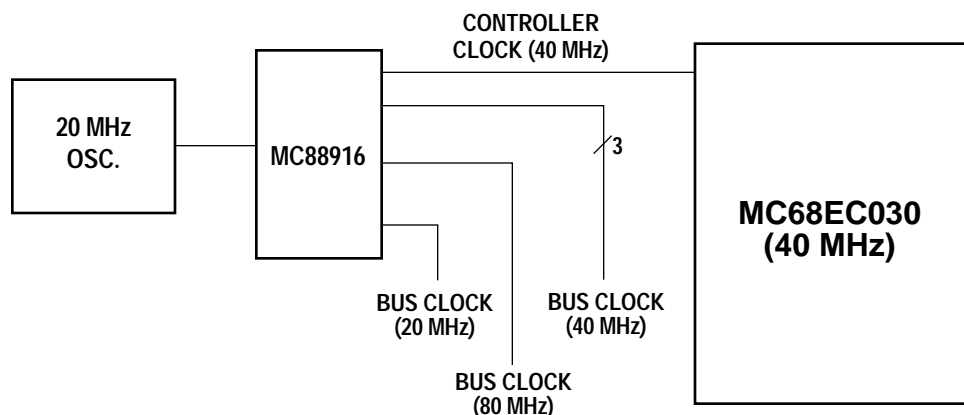 CONTROLLER
CLOCK (40 MHz)
20 MHz
OSC.
MC88916
3
MC68EC030
(40 MHz)
BUS CLOCK
(20 MHz)
BUS CLOCK
(40 MHz)
BUS CLOCK
(80 MHz)